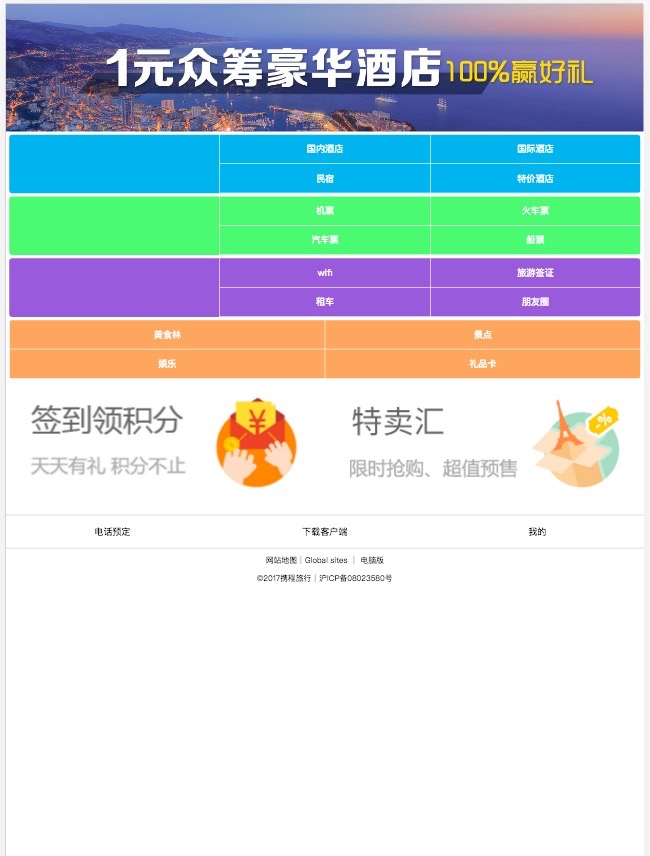 1元众筹豪华酒店100%赢好礼
国内酒店 国际酒店
民宿 特价酒店
机票 火车票
汽车票 船票
wifi 旅游签证
租车 朋友圈
美食林 景点
娱乐 礼品卡
签到领积分 特卖汇
天天有礼 积分不止 限时抢购、超值预售
电话预定 下载客户端 我的
网站地图|Global sites | 电脑版
©2017携程旅行|沪ICP备08023580号